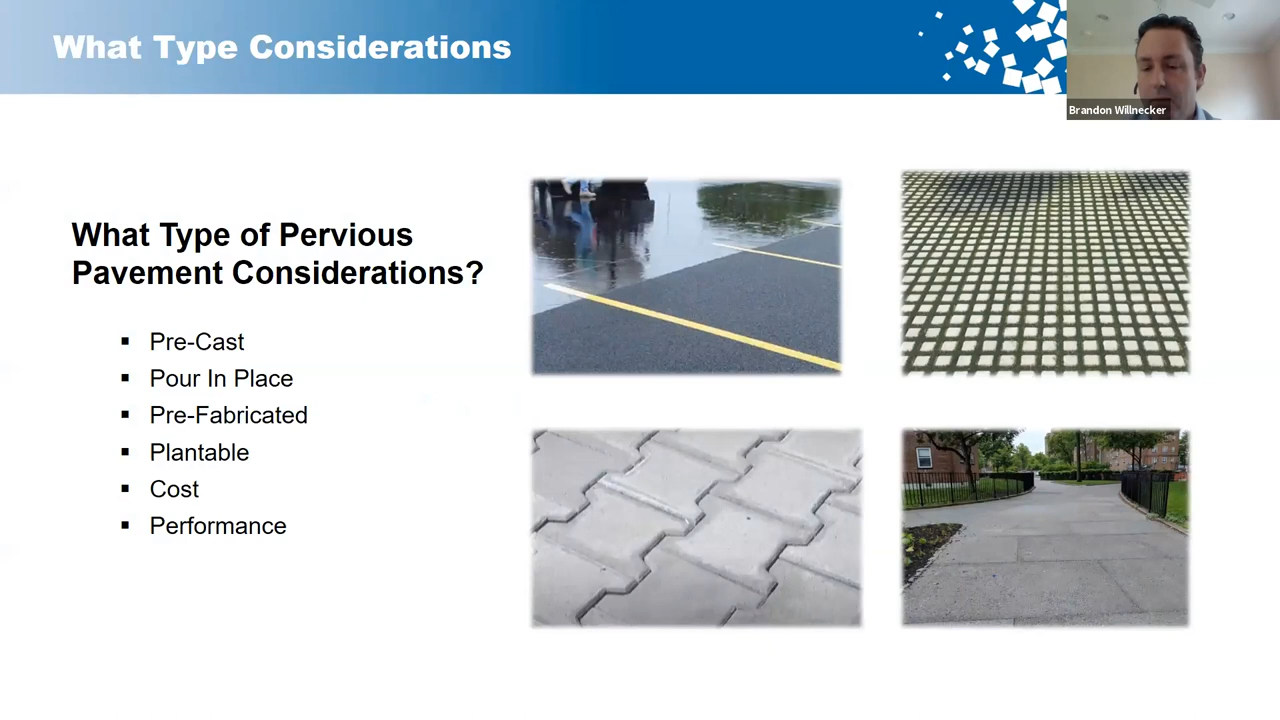 What Type Considerations
Brandon Willnecker
What Type of Pervious
Pavement Considerations?
Pre-Cast
Pour In Place
Pre-Fabricated
Plantable
Cost
Performance